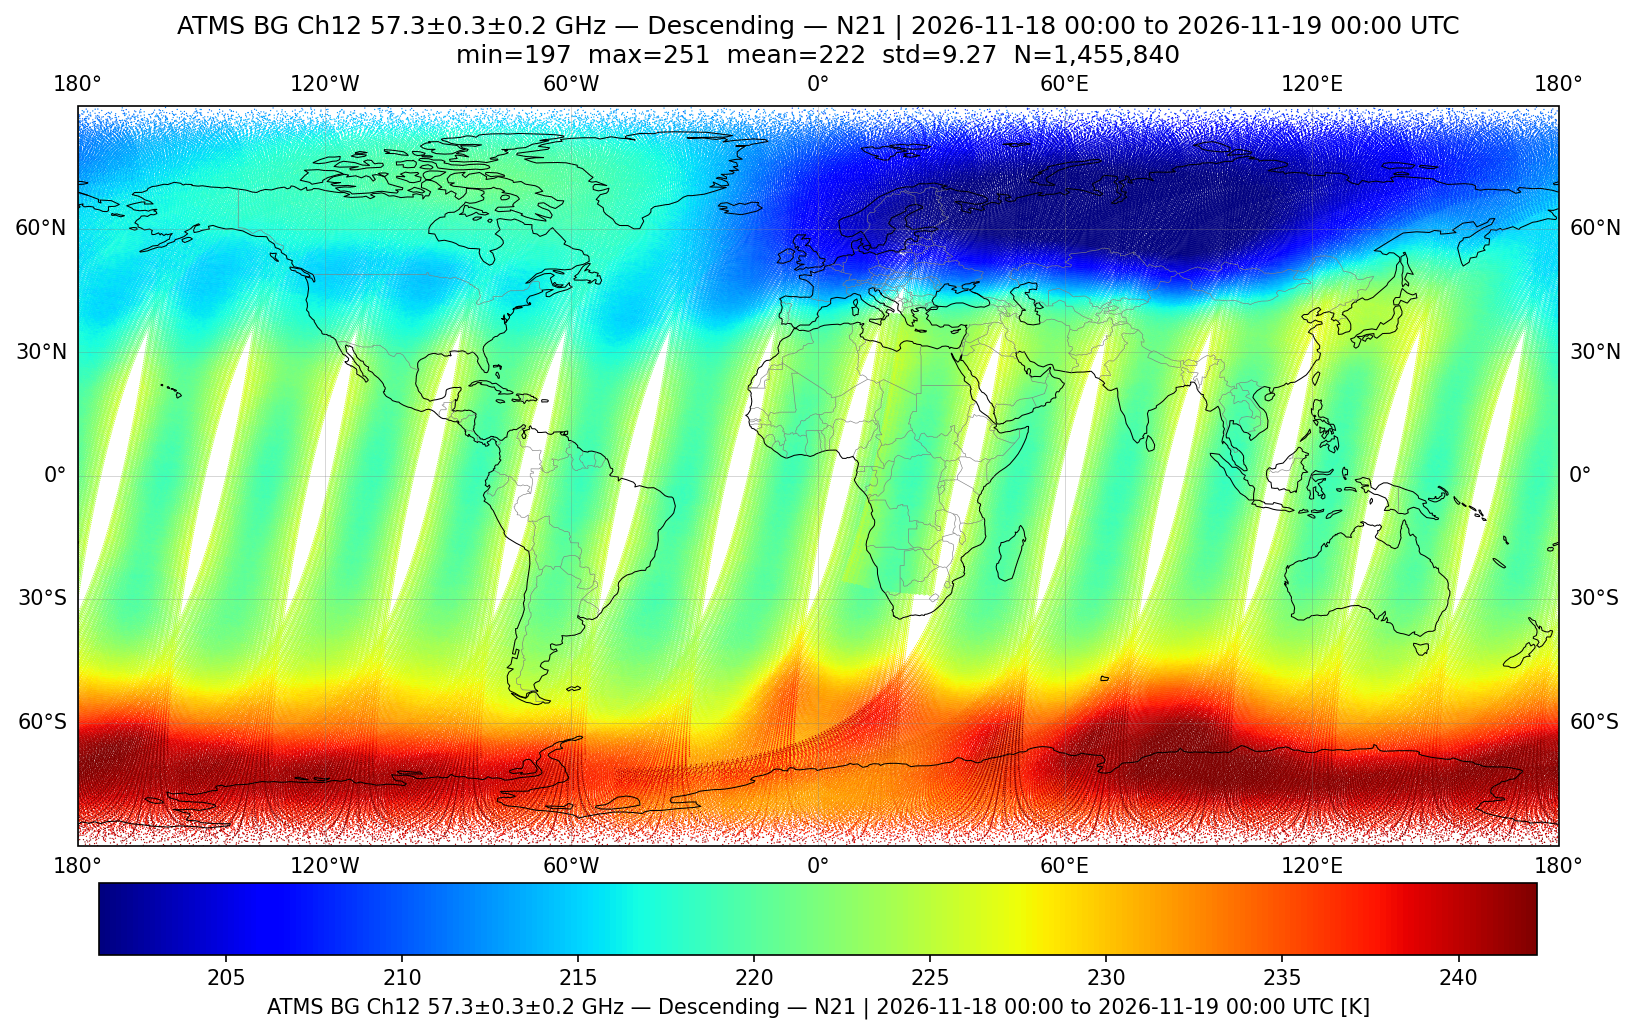 ATMS BG Ch12 57.3±0.3±0.2 GHz — Descending — N21 | 2026-11-18 00:00 to 2026-11-19 00:00 UTC
min=197 max=251 mean=222 std=9.27 N=1,455,840
180° 120°W 60°W 0° 60°E 120°E 180°
60°N 60°N
30°N 30°N
0° 0°
30°S 30°S
60°S 60°S
180° 120°W 60°W 0° 60°E 120°E 180°
205 210 215 220 225 230 235 240
ATMS BG Ch12 57.3±0.3±0.2 GHz — Descending — N21 | 2026-11-18 00:00 to 2026-11-19 00:00 UTC [K]